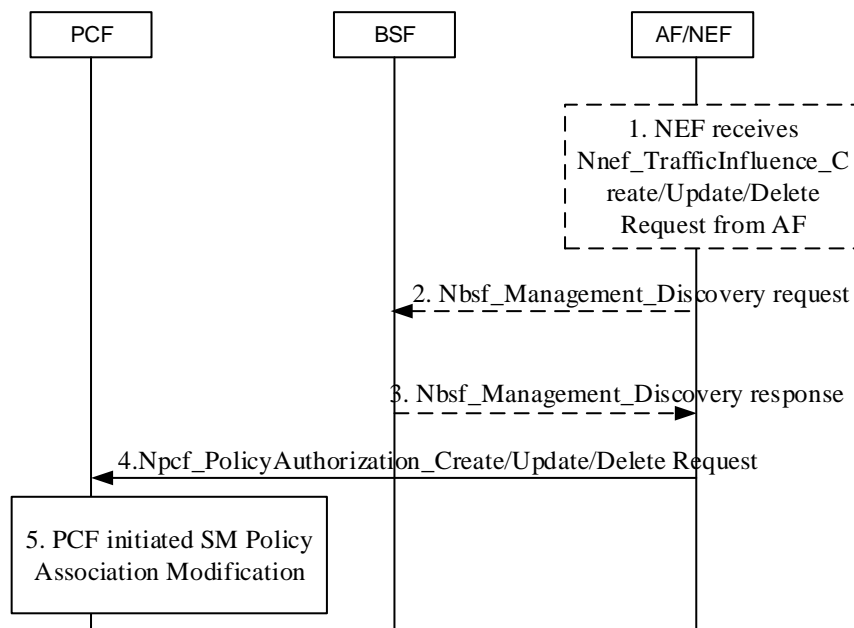 PCF
BSF
AF/NEF
1. NEF receives
Nnef_TrafficInfluence_C
reate/Update/Delete
Request from AF
2. Nbsf_Management_Discovery request
3. Nbsf_Management_Discovery response
4.Npcf_PolicyAuthorization_Create/Update/Delete Request
5. PCF initiated SM Policy
Association Modification